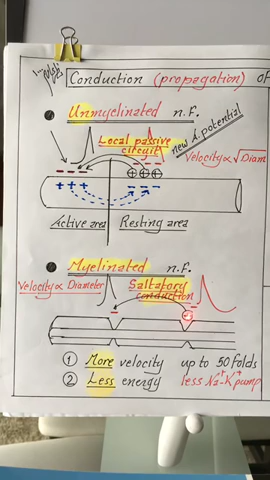 Conduction (propagation) of
Unmyelinated n.F.
Local passive circuit
new A. potential
Velocity ∝ √Diam
− − −
+ + +
+ + +
− − −
Active area Resting area
Myelinated n.F.
Velocity ∝ Diameter
Saltatory conduction
① More velocity up to 50 folds
② Less energy less Na⁺-K⁺ pump